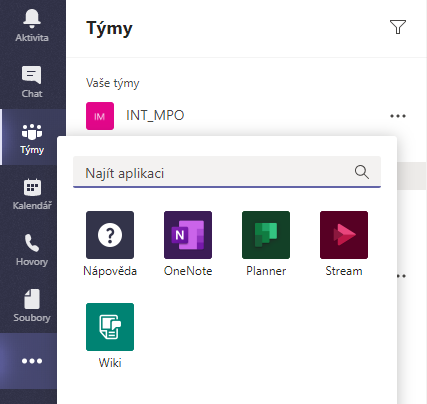 Aktivita
Chat
Týmy
Kalendář
Hovory
Soubory
Týmy
Vaše týmy
IM
INT_MPO
Najít aplikaci
Nápověda
OneNote
Planner
Stream
Wiki